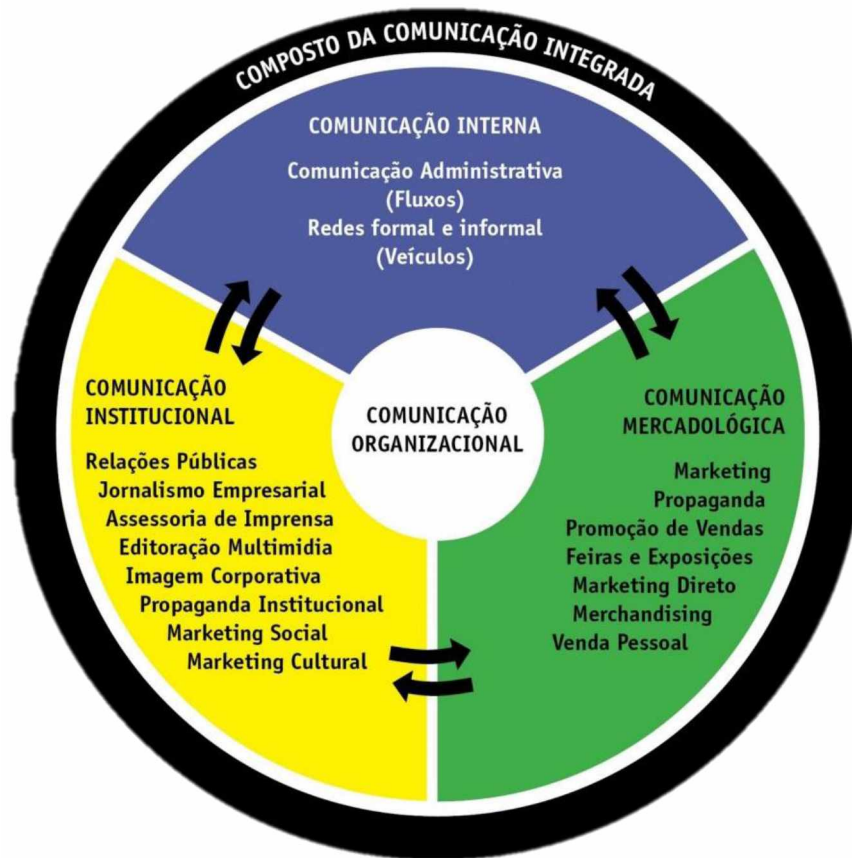 COMPOSTO DA COMUNICAÇÃO INTEGRADA
COMUNICAÇÃO INTERNA
Comunicação Administrativa
(Fluxos)
Redes formal e informal
(Veículos)
COMUNICAÇÃO
INSTITUCIONAL
Relações Públicas
Jornalismo Empresarial
Assessoria de Imprensa
Editoração Multimidia
Imagem Corporativa
Propaganda Institucional
Marketing Social
Marketing Cultural
COMUNICAÇÃO
ORGANIZACIONAL
COMUNICAÇÃO
MERCADOLÓGICA
Marketing
Propaganda
Promoção de Vendas
Feiras e Exposições
Marketing Direto
Merchandising
Venda Pessoal